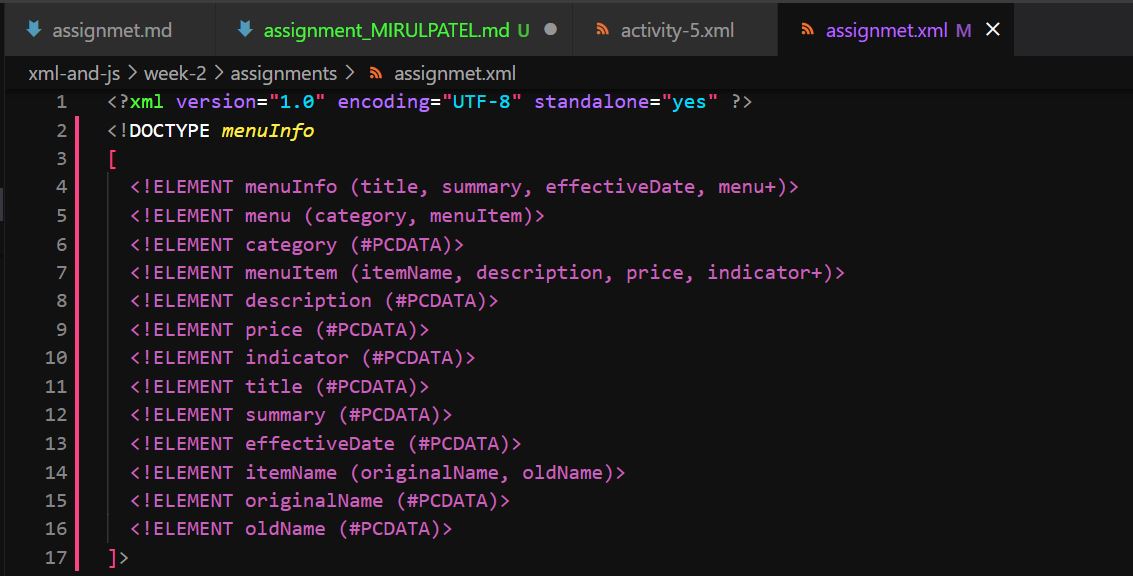 assignmet.md assignment_MIRULPATEL.md U activity-5.xml assignmet.xml M
xml-and-js > week-2 > assignments > assignmet.xml
1 <?xml version="1.0" encoding="UTF-8" standalone="yes" ?>
2 <!DOCTYPE menuInfo
3 [
4 <!ELEMENT menuInfo (title, summary, effectiveDate, menu+)>
5 <!ELEMENT menu (category, menuItem)>
6 <!ELEMENT category (#PCDATA)>
7 <!ELEMENT menuItem (itemName, description, price, indicator+)>
8 <!ELEMENT description (#PCDATA)>
9 <!ELEMENT price (#PCDATA)>
10 <!ELEMENT indicator (#PCDATA)>
11 <!ELEMENT title (#PCDATA)>
12 <!ELEMENT summary (#PCDATA)>
13 <!ELEMENT effectiveDate (#PCDATA)>
14 <!ELEMENT itemName (originalName, oldName)>
15 <!ELEMENT originalName (#PCDATA)>
16 <!ELEMENT oldName (#PCDATA)>
17 ]>